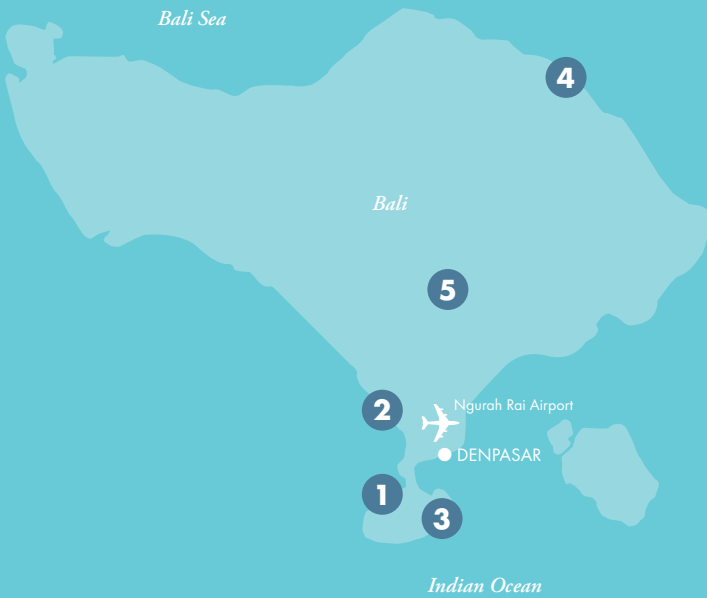 Bali Sea
4
Bali
5
2
Ngurah Rai Airport
DENPASAR
1
3
Indian Ocean